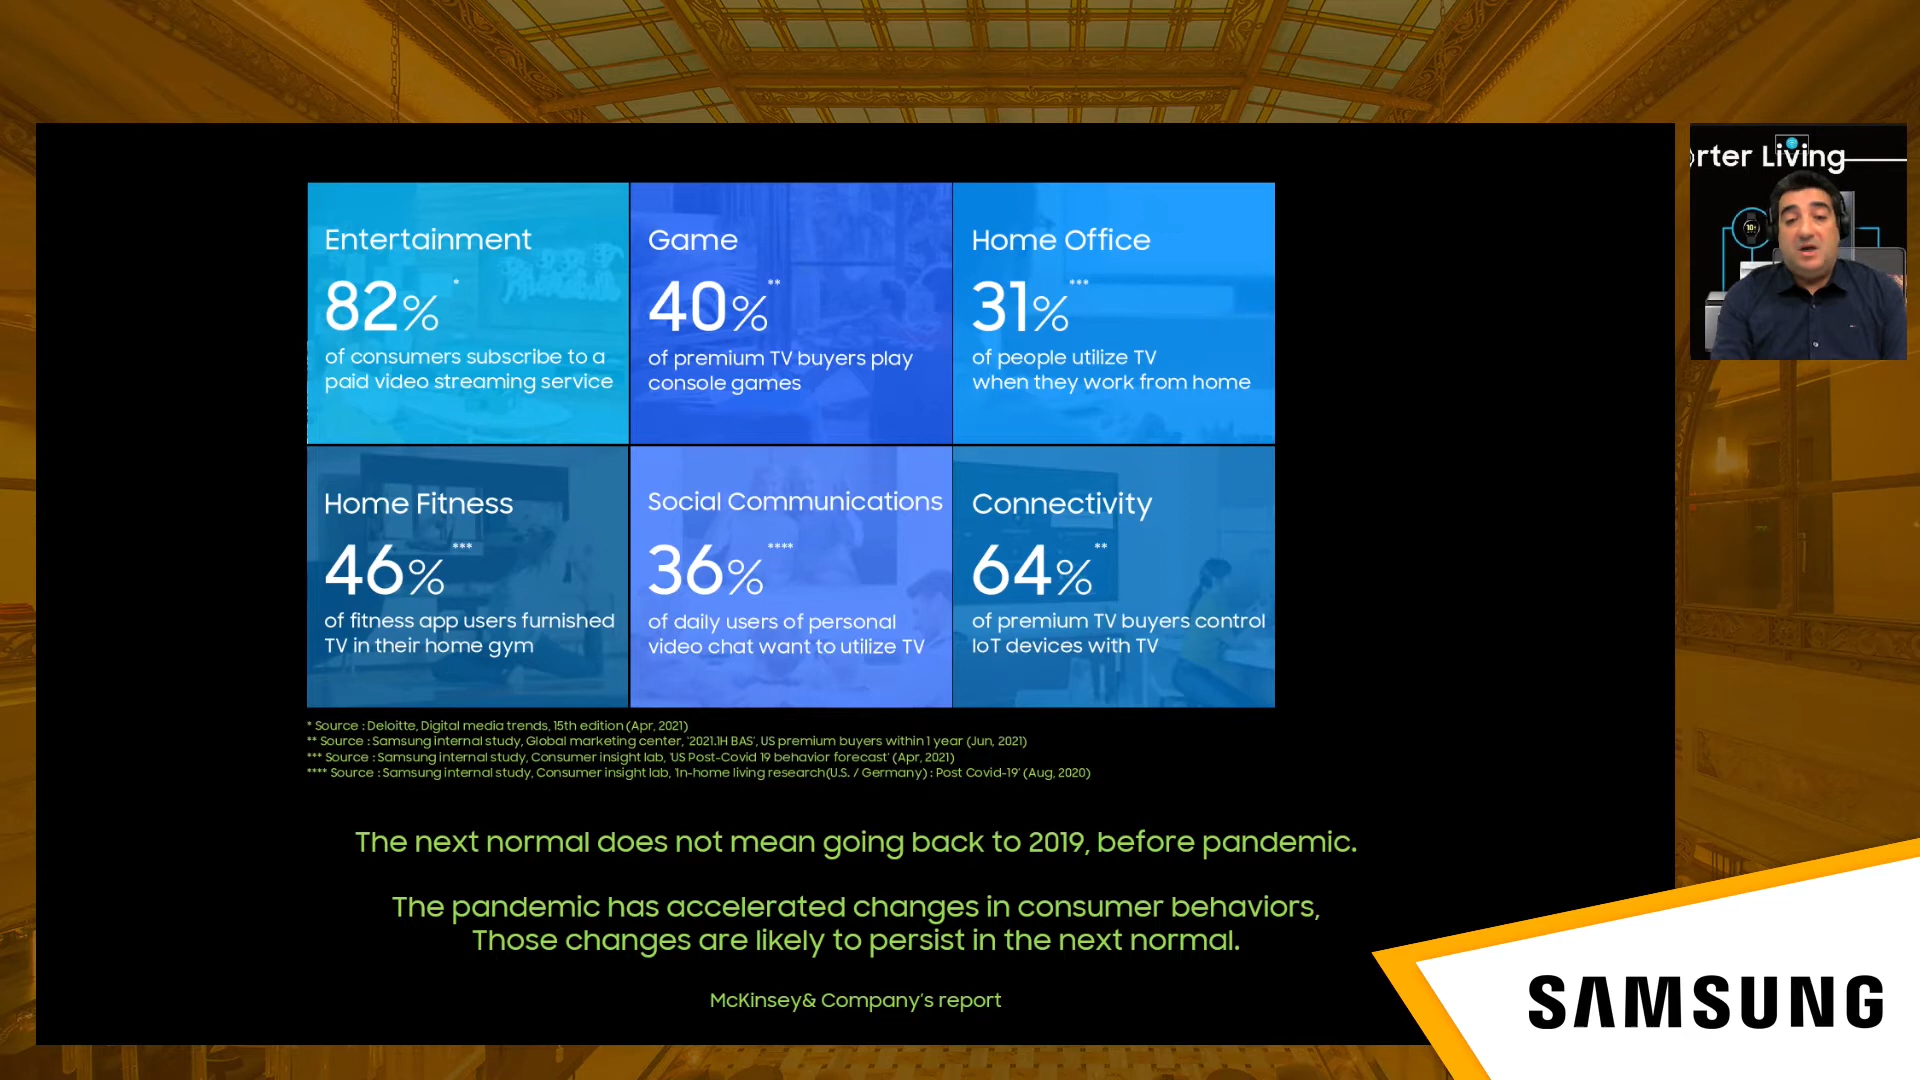 Entertainment
82%*
of consumers subscribe to a
paid video streaming service
Game
40%**
of premium TV buyers play
console games
Home Office
31%***
of people utilize TV
when they work from home
Home Fitness
46%***
of fitness app users furnished
TV in their home gym
Social Communications
36%****
of daily users of personal
video chat want to utilize TV
Connectivity
64%**
of premium TV buyers control
IoT devices with TV
* Source : Deloitte, Digital media trends, 15th edition (Apr, 2021)
** Source : Samsung internal study, Global marketing center, '2021.1H BAS', US premium buyers within 1 year (Jun, 2021)
*** Source : Samsung internal study, Consumer insight lab, 'US Post-Covid 19 behavior forecast' (Apr, 2021)
**** Source : Samsung internal study, Consumer insight lab, 'In-home living research(U.S. / Germany) : Post Covid-19' (Aug, 2020)
The next normal does not mean going back to 2019, before pandemic.
The pandemic has accelerated changes in consumer behaviors,
Those changes are likely to persist in the next normal.
McKinsey& Company's report
rter Living
SAMSUNG